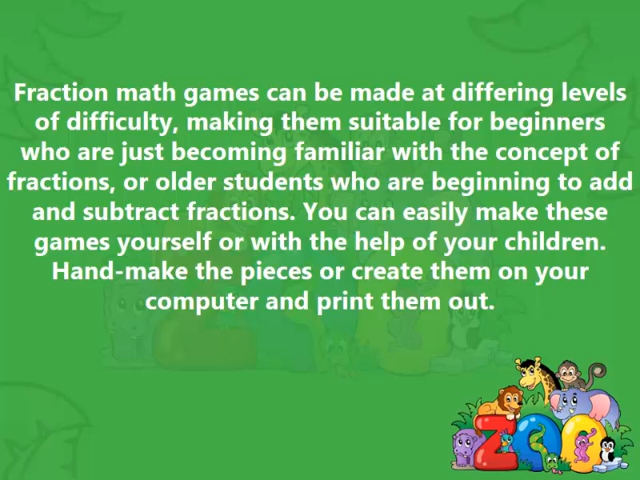 Fraction math games can be made at differing levels
of difficulty, making them suitable for beginners
who are just becoming familiar with the concept of
fractions, or older students who are beginning to add
and subtract fractions. You can easily make these
games yourself or with the help of your children.
Hand-make the pieces or create them on your
computer and print them out.
ZOO